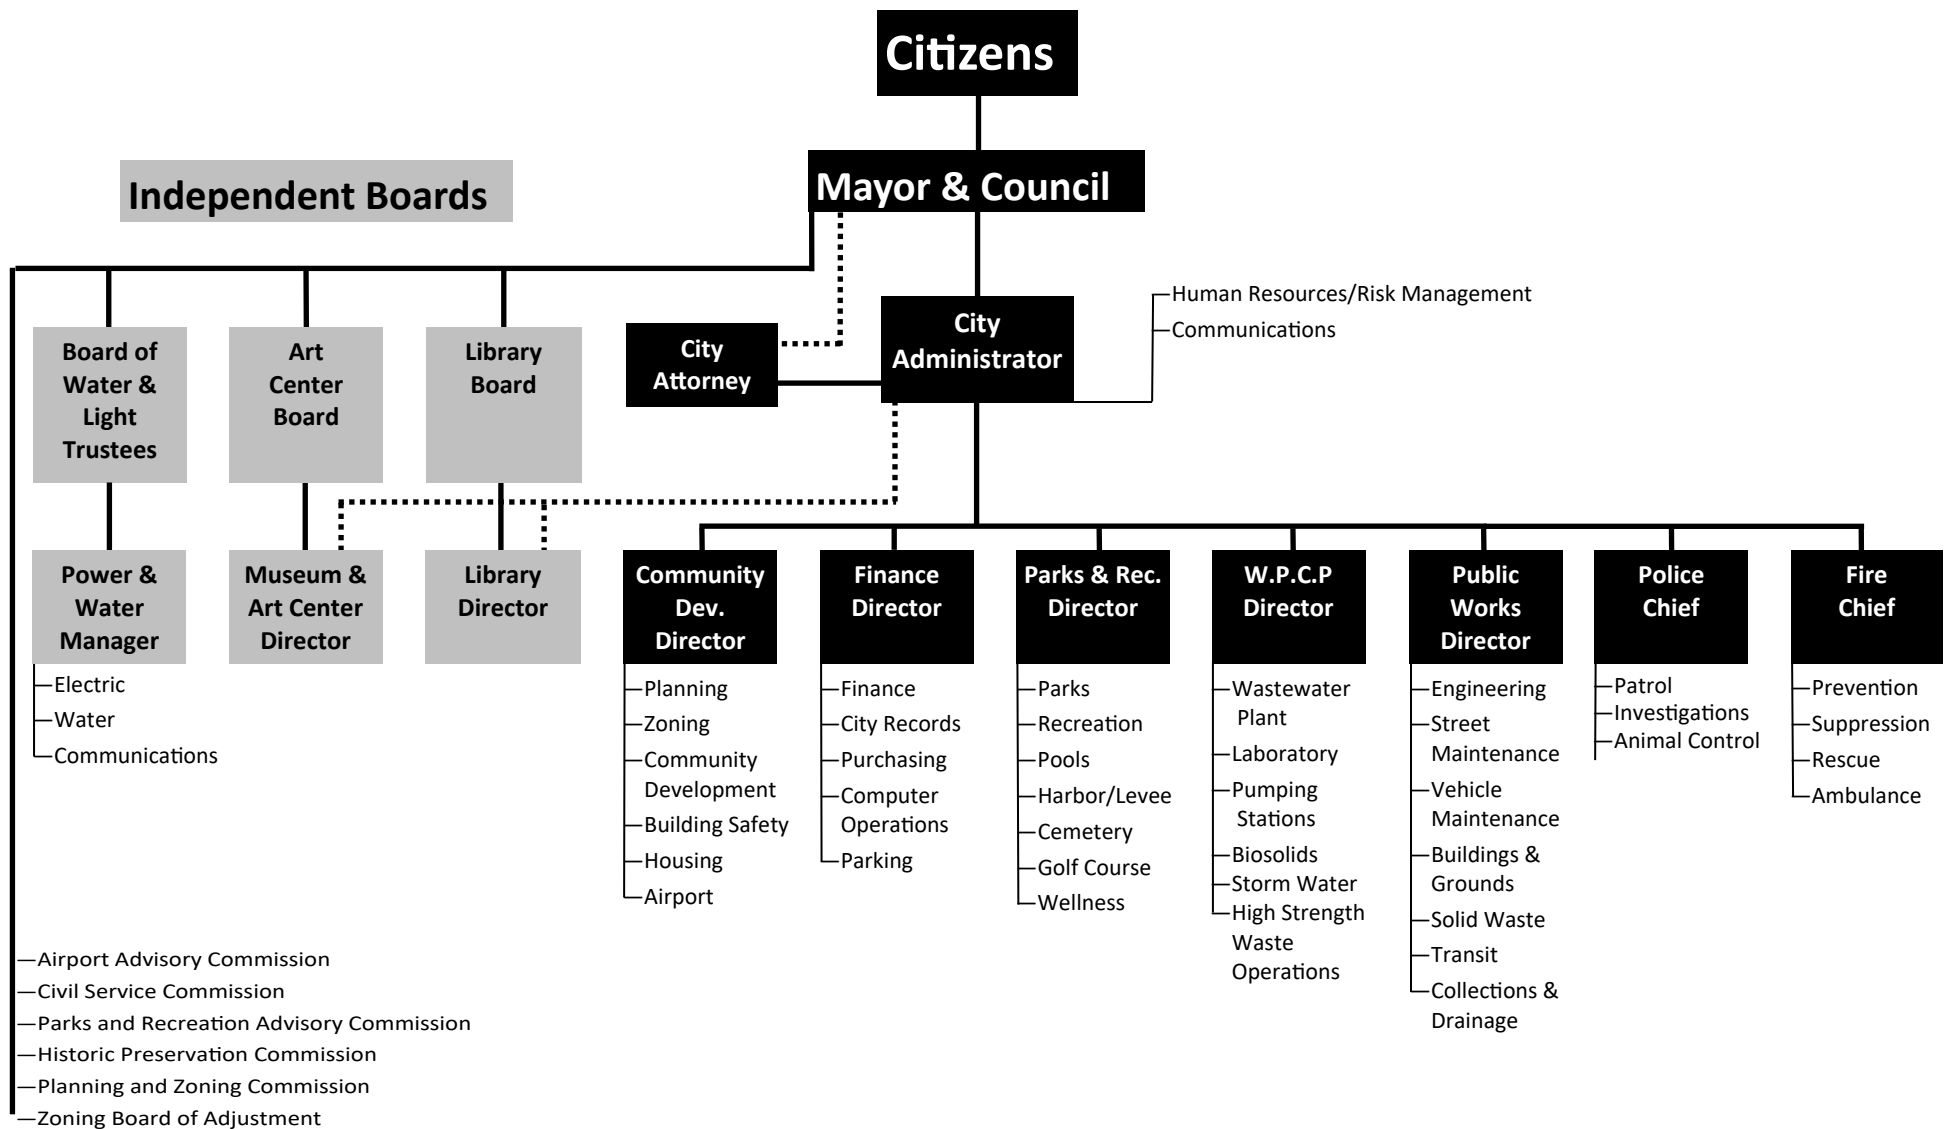 Citizens
Mayor & Council
Independent Boards
Human Resources/Risk Management
Communications
City
Administrator
City
Attorney
Board of
Water &
Light
Trustees
Art
Center
Board
Library
Board
Power &
Water
Manager
Electric
Water
Communications
Museum &
Art Center
Director
Library
Director
Community
Dev.
Director
Planning
Zoning
Community
Development
Building Safety
Housing
Airport
Finance
Director
Finance
City Records
Purchasing
Computer
Operations
Parking
Parks & Rec.
Director
Parks
Recreation
Pools
Harbor/Levee
Cemetery
Golf Course
Wellness
W.P.C.P
Director
Wastewater
Plant
Laboratory
Pumping
Stations
Biosolids
Storm Water
High Strength
Waste
Operations
Public
Works
Director
Engineering
Street
Maintenance
Vehicle
Maintenance
Buildings &
Grounds
Solid Waste
Transit
Collections &
Drainage
Police
Chief
Patrol
Investigations
Animal Control
Fire
Chief
Prevention
Suppression
Rescue
Ambulance
Airport Advisory Commission
Civil Service Commission
Parks and Recreation Advisory Commission
Historic Preservation Commission
Planning and Zoning Commission
Zoning Board of Adjustment